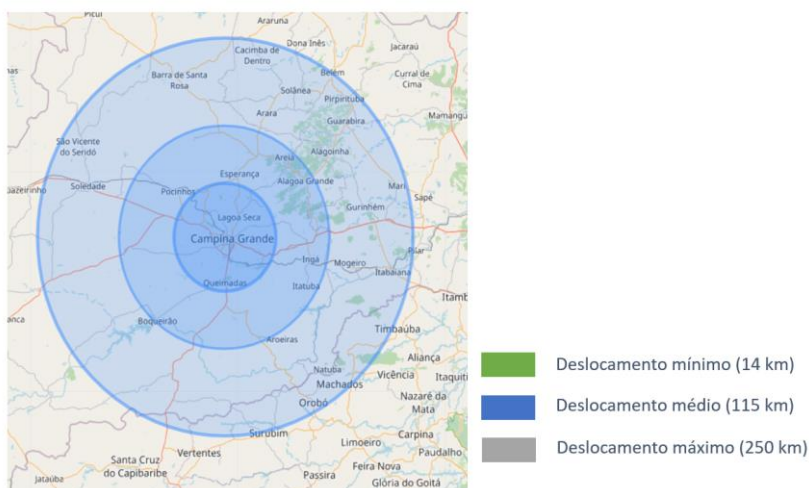 Picuí
Araruna
Dona Inês
Jacaraú
Cacimba de
Dentro
Belém
Barra de Santa
Rosa
Curral de
Cima
Solânea
Pirpirituba
Arara
Guarabira
Mamangu
São Vicente
do Seridó
Alagoinha
Areia
Esperança
Soledade
Pocinhos
Alagoa Grande
Mari
Sapé
uazeirinho
Gurinhém
Lagoa Seca
Campina Grande
Pilar
Ingá
Mogeiro
Itabaiana
Queimadas
Itatuba
Itamb
anca
Boqueirão
Timbaúba
Aroeiras
Aliança
Natuba
Vicência
Itaquiti
Machados
Nazaré da
Mata
Orobó
Surubim
Carpina
Limoeiro
Paudalho
Vertentes
Santa Cruz
do Capibaribe
Feira Nova
Passira
Glória do Goitá
Jataúba
Deslocamento mínimo (14 km)
Deslocamento médio (115 km)
Deslocamento máximo (250 km)